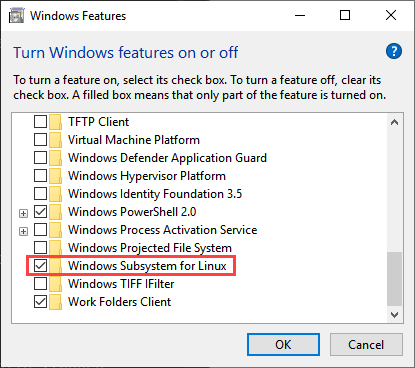 Windows Features
Turn Windows features on or off
?
To turn a feature on, select its check box. To turn a feature off, clear its
check box. A filled box means that only part of the feature is turned on.
TFTP Client
Virtual Machine Platform
Windows Defender Application Guard
Windows Hypervisor Platform
Windows Identity Foundation 3.5
Windows PowerShell 2.0
Windows Process Activation Service
Windows Projected File System
Windows Subsystem for Linux
Windows TIFF IFilter
Work Folders Client
OK
Cancel